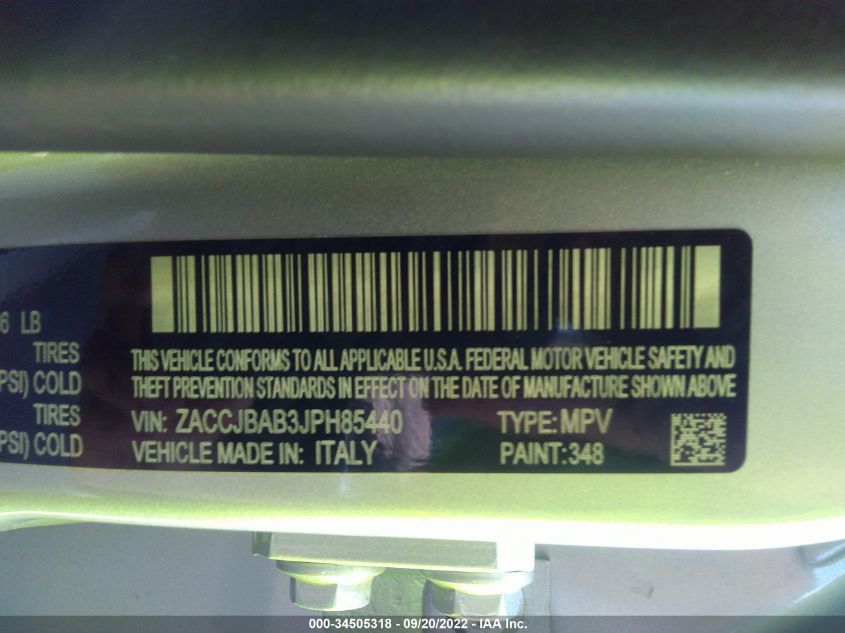 06 LB
TIRES
PSI) COLD
TIRES
PSI) COLD
THIS VEHICLE CONFORMS TO ALL APPLICABLE U.S.A. FEDERAL MOTOR VEHICLE SAFETY AND
THEFT PREVENTION STANDARDS IN EFFECT ON THE DATE OF MANUFACTURE SHOWN ABOVE
VIN: ZACCJBAB3JPH85440 TYPE: MPV
VEHICLE MADE IN: ITALY PAINT: 348
000-34505318 - 09/20/2022 - IAA Inc.